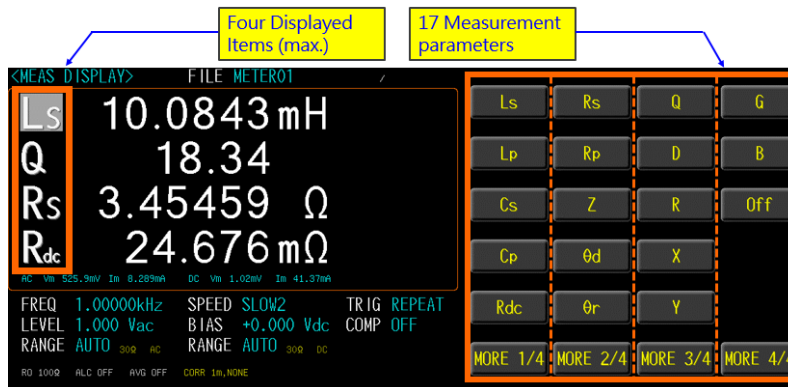 Four Displayed
Items (max.)
17 Measurement
parameters
<MEAS DISPLAY> FILE METER01 /
Ls 10.0843 mH
Q 18.34
Rs 3.45459 Ω
Rdc 24.676 mΩ
AC Vm 525.9mV Im 8.289mA DC Vm 1.02mV Im 41.37mA
FREQ 1.00000kHz SPEED SLOW2 TRIG REPEAT
LEVEL 1.000 Vac BIAS +0.000 Vdc COMP OFF
RANGE AUTO 30Ω AC RANGE AUTO 30Ω DC
RO 100Ω ALC OFF AVG OFF CORR 1m,NONE
Ls Rs Q G
Lp Rp D B
Cs Z R Off
Cp θd X
Rdc θr Y
MORE 1/4 MORE 2/4 MORE 3/4 MORE 4/4